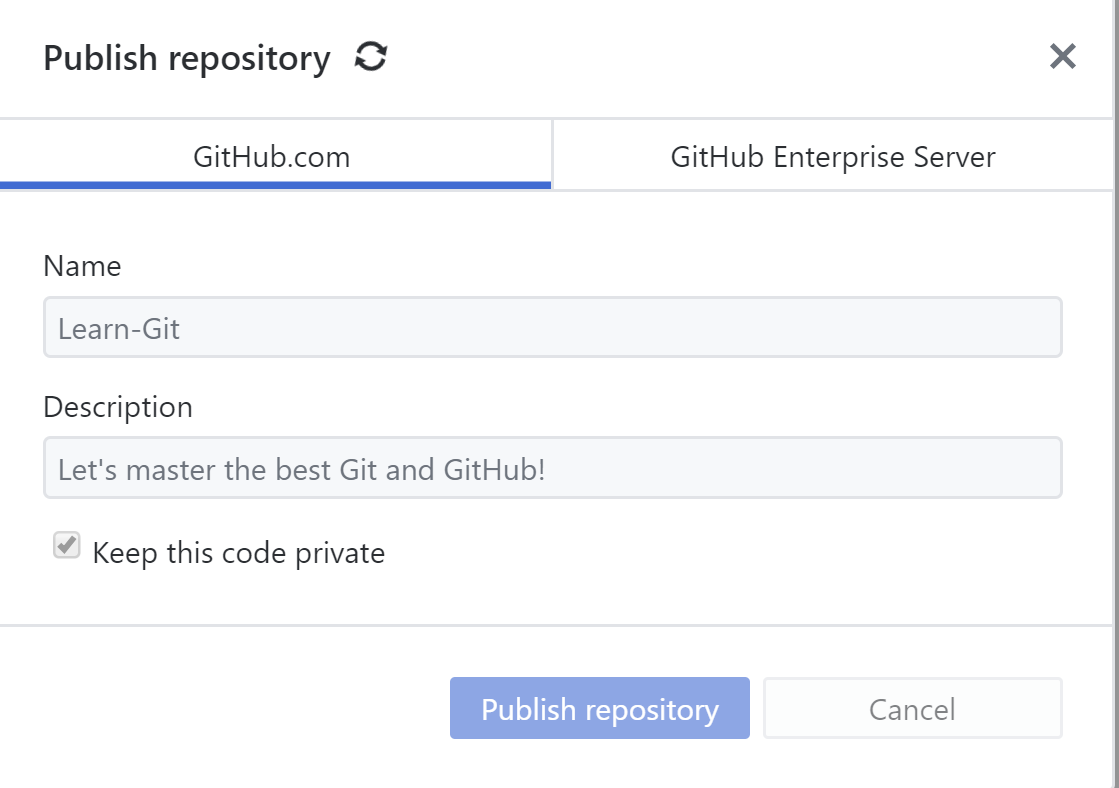 Publish repository
GitHub.com
GitHub Enterprise Server
Name
Learn-Git
Description
Let's master the best Git and GitHub!
Keep this code private
Publish repository
Cancel